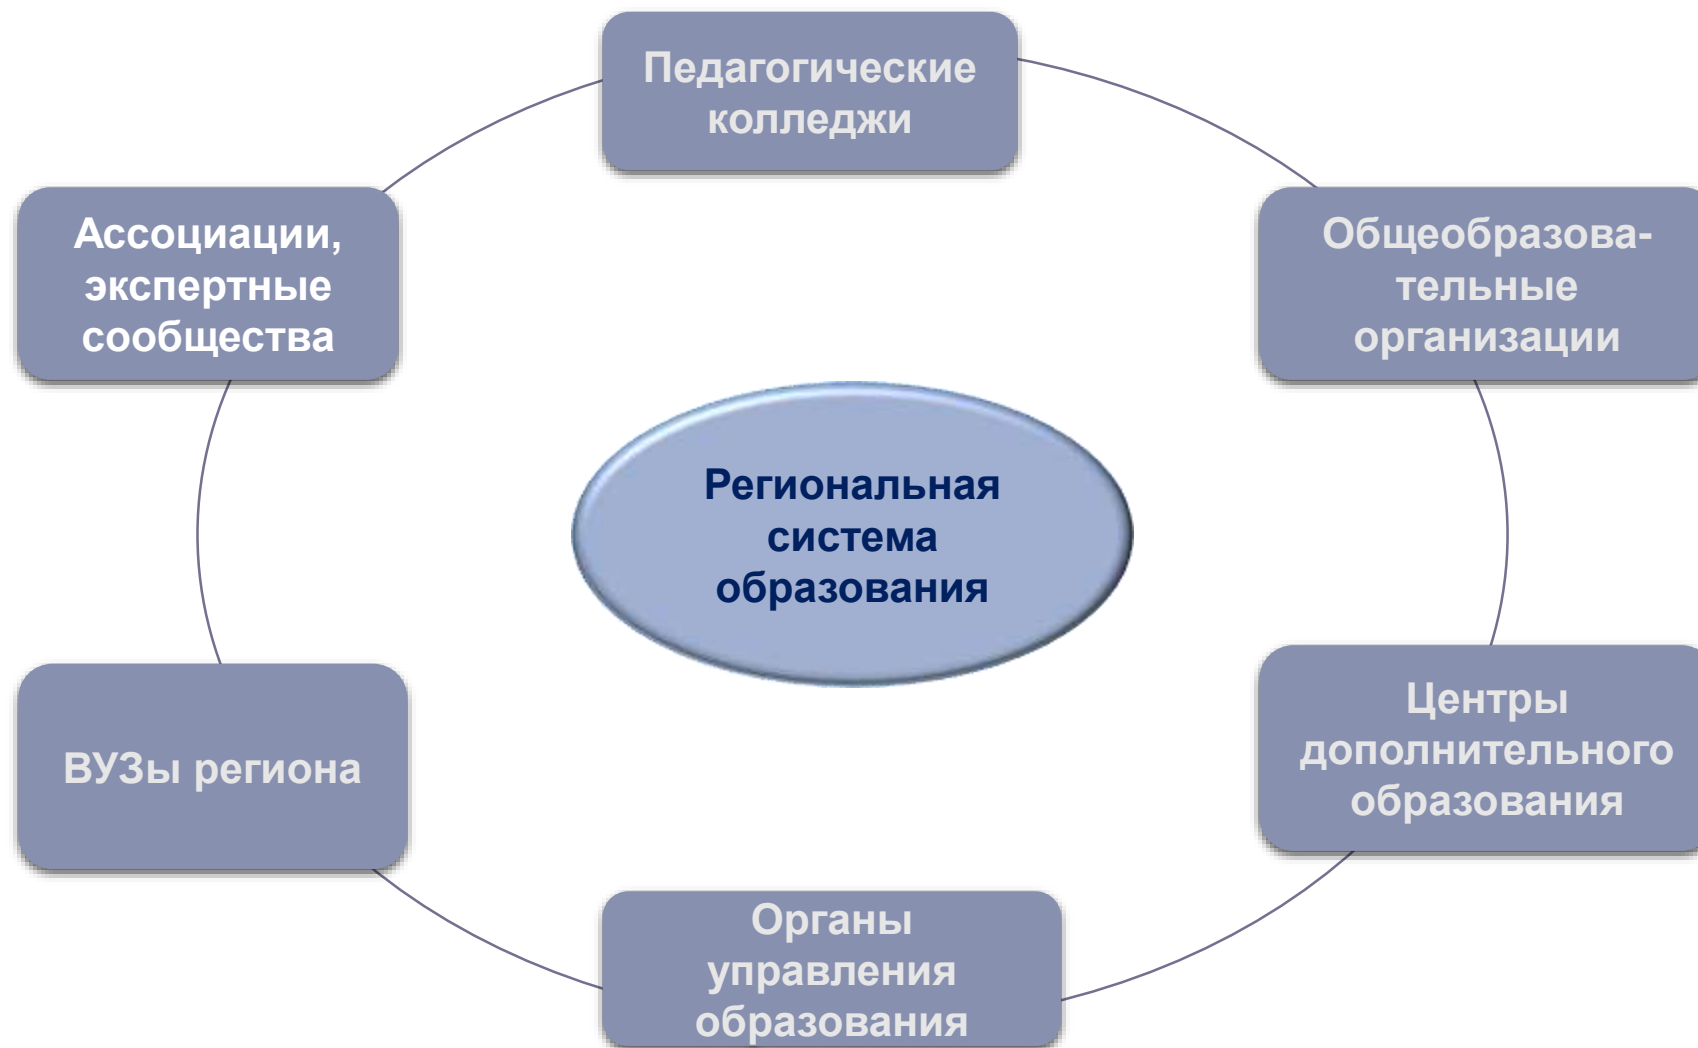 Педагогические
колледжи
Ассоциации,
экспертные
сообщества
Общеобразова-
тельные
организации
Региональная
система
образования
ВУЗы региона
Центры
дополнительного
образования
Органы
управления
образования